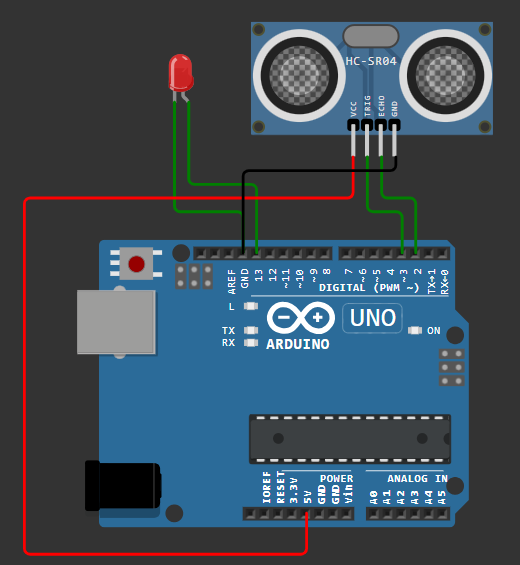 HC-SR04
VCC
TRIG
ECHO
GND
AREF
GND
13
12
~11
~10
~9
8
7
~6
~5
4
~3
2
TX→1
RX←0
DIGITAL (PWM ~)
L
TX
RX
ARDUINO
UNO
ON
IOREF
RESET
3.3V
5V
GND
GND
Vin
POWER
A0
A1
A2
A3
A4
A5
ANALOG IN